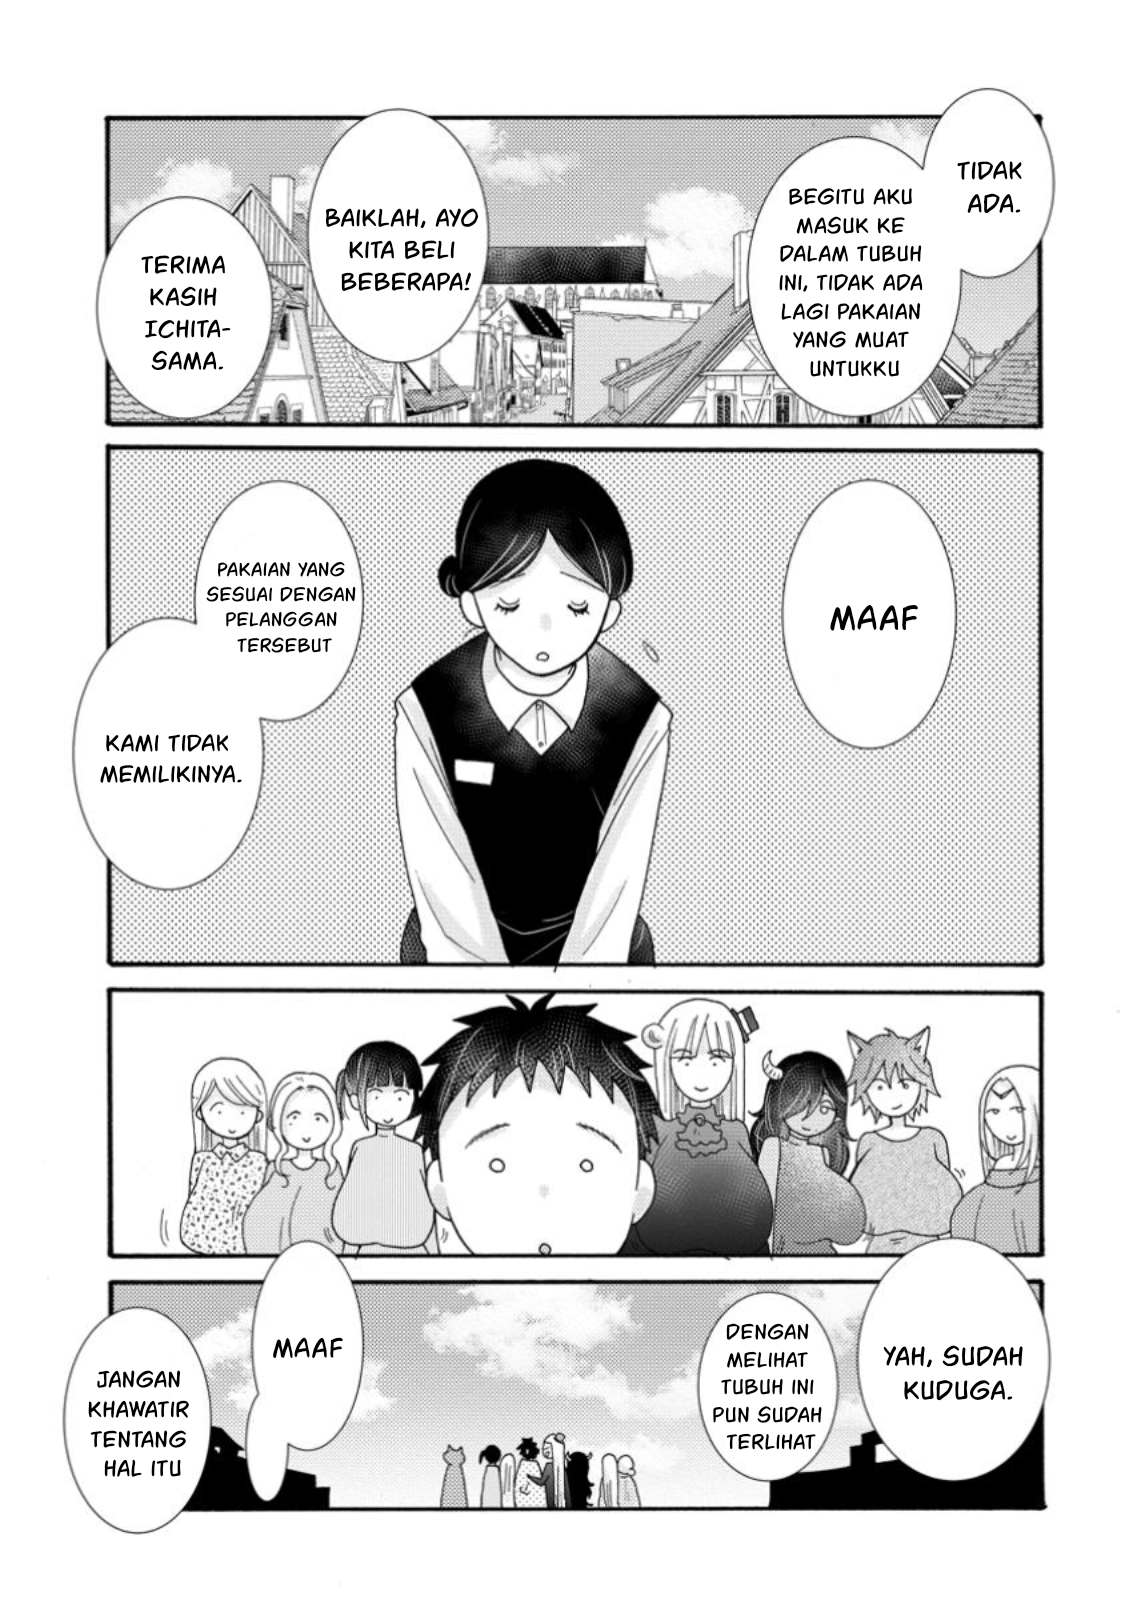 TIDAK
ADA.
BEGITU AKU
MASUK KE
DALAM TUBUH
INI, TIDAK ADA
LAGI PAKAIAN
YANG MUAT
UNTUKKU
BAIKLAH, AYO
KITA BELI
BEBERAPA!
TERIMA
KASIH
ICHITA-
SAMA.
MAAF
PAKAIAN YANG
SESUAI DENGAN
PELANGGAN
TERSEBUT
KAMI TIDAK
MEMILIKINYA.
YAH, SUDAH
KUDUGA.
DENGAN
MELIHAT
TUBUH INI
PUN SUDAH
TERLIHAT
MAAF
JANGAN
KHAWATIR
TENTANG
HAL ITU